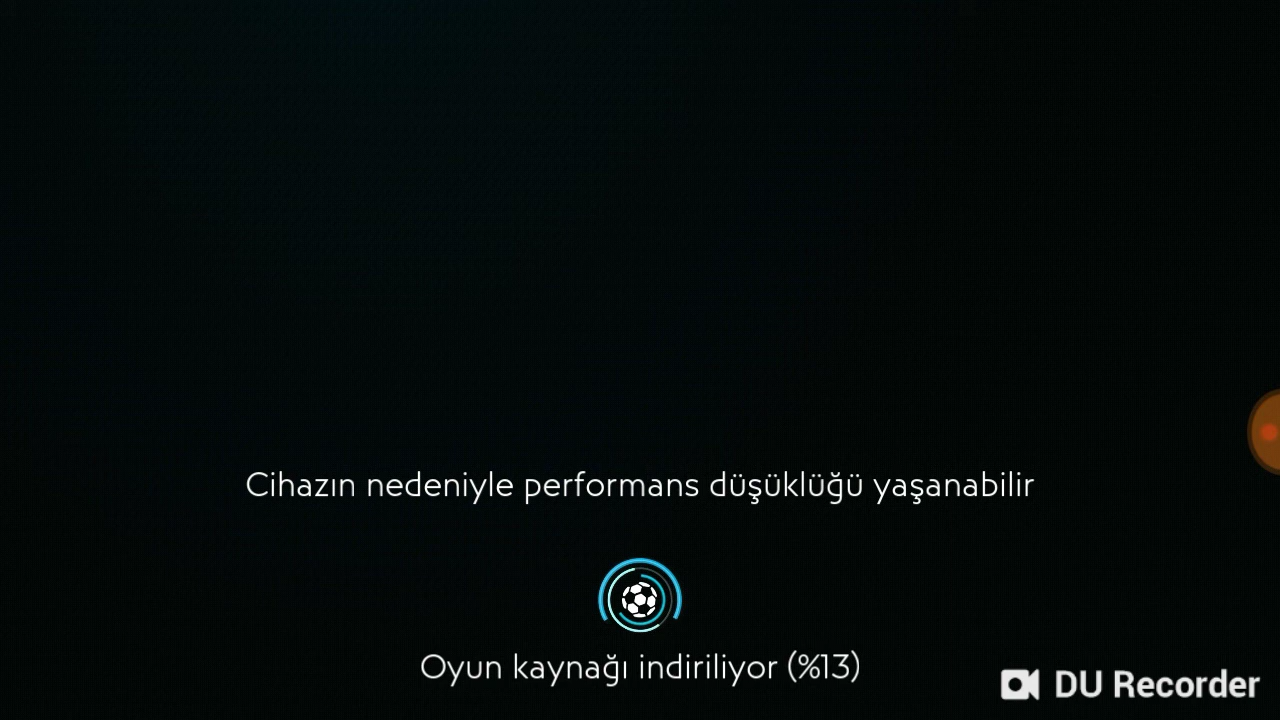 Cihazın nedeniyle performans düşüklüğü yaşanabilir
Oyun kaynağı indiriliyor (%13)
DU Recorder